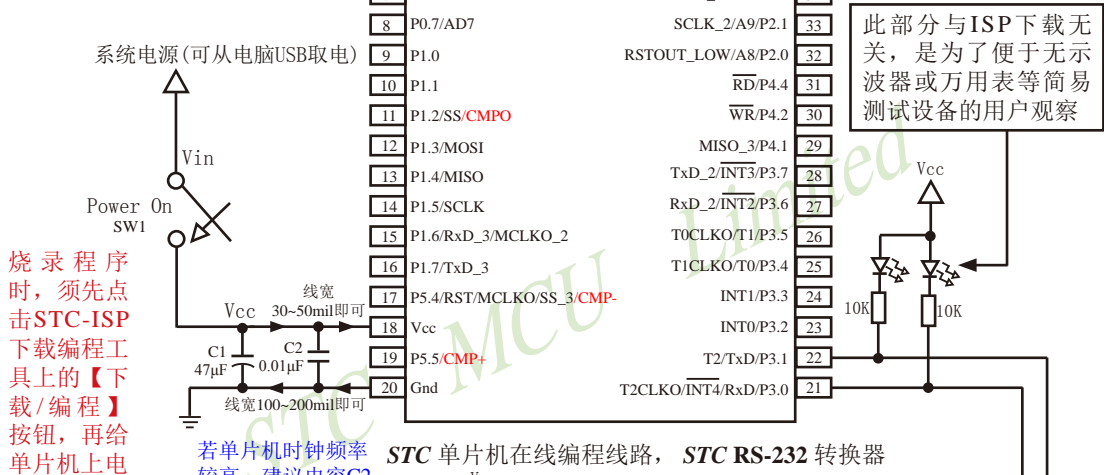 8 P0.7/AD7
9 P1.0
10 P1.1
11 P1.2/SS/CMPO
12 P1.3/MOSI
13 P1.4/MISO
14 P1.5/SCLK
15 P1.6/RxD_3/MCLKO_2
16 P1.7/TxD_3
17 P5.4/RST/MCLKO/SS_3/CMP-
18 Vcc
19 P5.5/CMP+
20 Gnd
SCLK_2/A9/P2.1 33
RSTOUT_LOW/A8/P2.0 32
RD/P4.4 31
WR/P4.2 30
MISO_3/P4.1 29
TxD_2/INT3/P3.7 28
RxD_2/INT2/P3.6 27
T0CLKO/T1/P3.5 26
T1CLKO/T0/P3.4 25
INT1/P3.3 24
INT0/P3.2 23
T2/TxD/P3.1 22
T2CLKO/INT4/RxD/P3.0 21
系统电源(可从电脑USB取电)
Vin
Power On
SW1
烧录程序
时，须先点
击STC-ISP
下载编程工
具上的【下
载/编程】
按钮，再给
单片机上电
Vcc
线宽
30~50mil即可
C1
47μF
C2
0.01μF
线宽100~200mil即可
若单片机时钟频率
此部分与ISP下载无
关，是为了便于无示
波器或万用表等简易
测试设备的用户观察
Vcc
10K
10K
STC 单片机在线编程线路， STC RS-232 转换器
STC MCU Limited